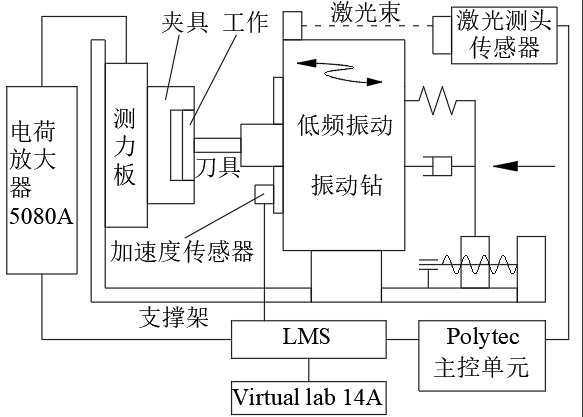 激光束
激光测头
传感器
夹具
工作
电荷
放大
器
5080A
测
力
板
刀具
低频振动
振动钻
加速度传感器
支撑架
LMS
Polytec
主控单元
Virtual lab 14A